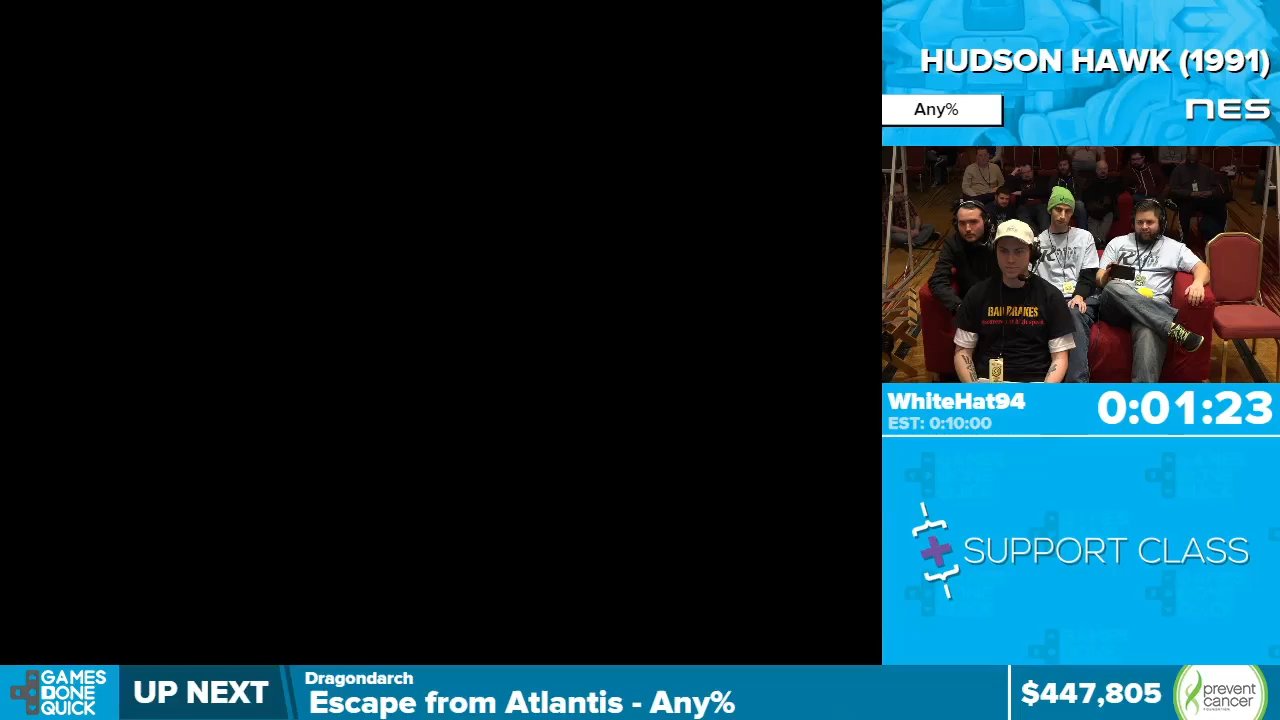 HUDSON HAWK (1991)
Any%
NES
WhiteHat94
0:01:23
EST: 0:10:00
SUPPORT CLASS
GAMES
DONE
QUICK
UP NEXT
Dragondarch
Escape from Atlantis - Any%
$447,805
prevent
cancer